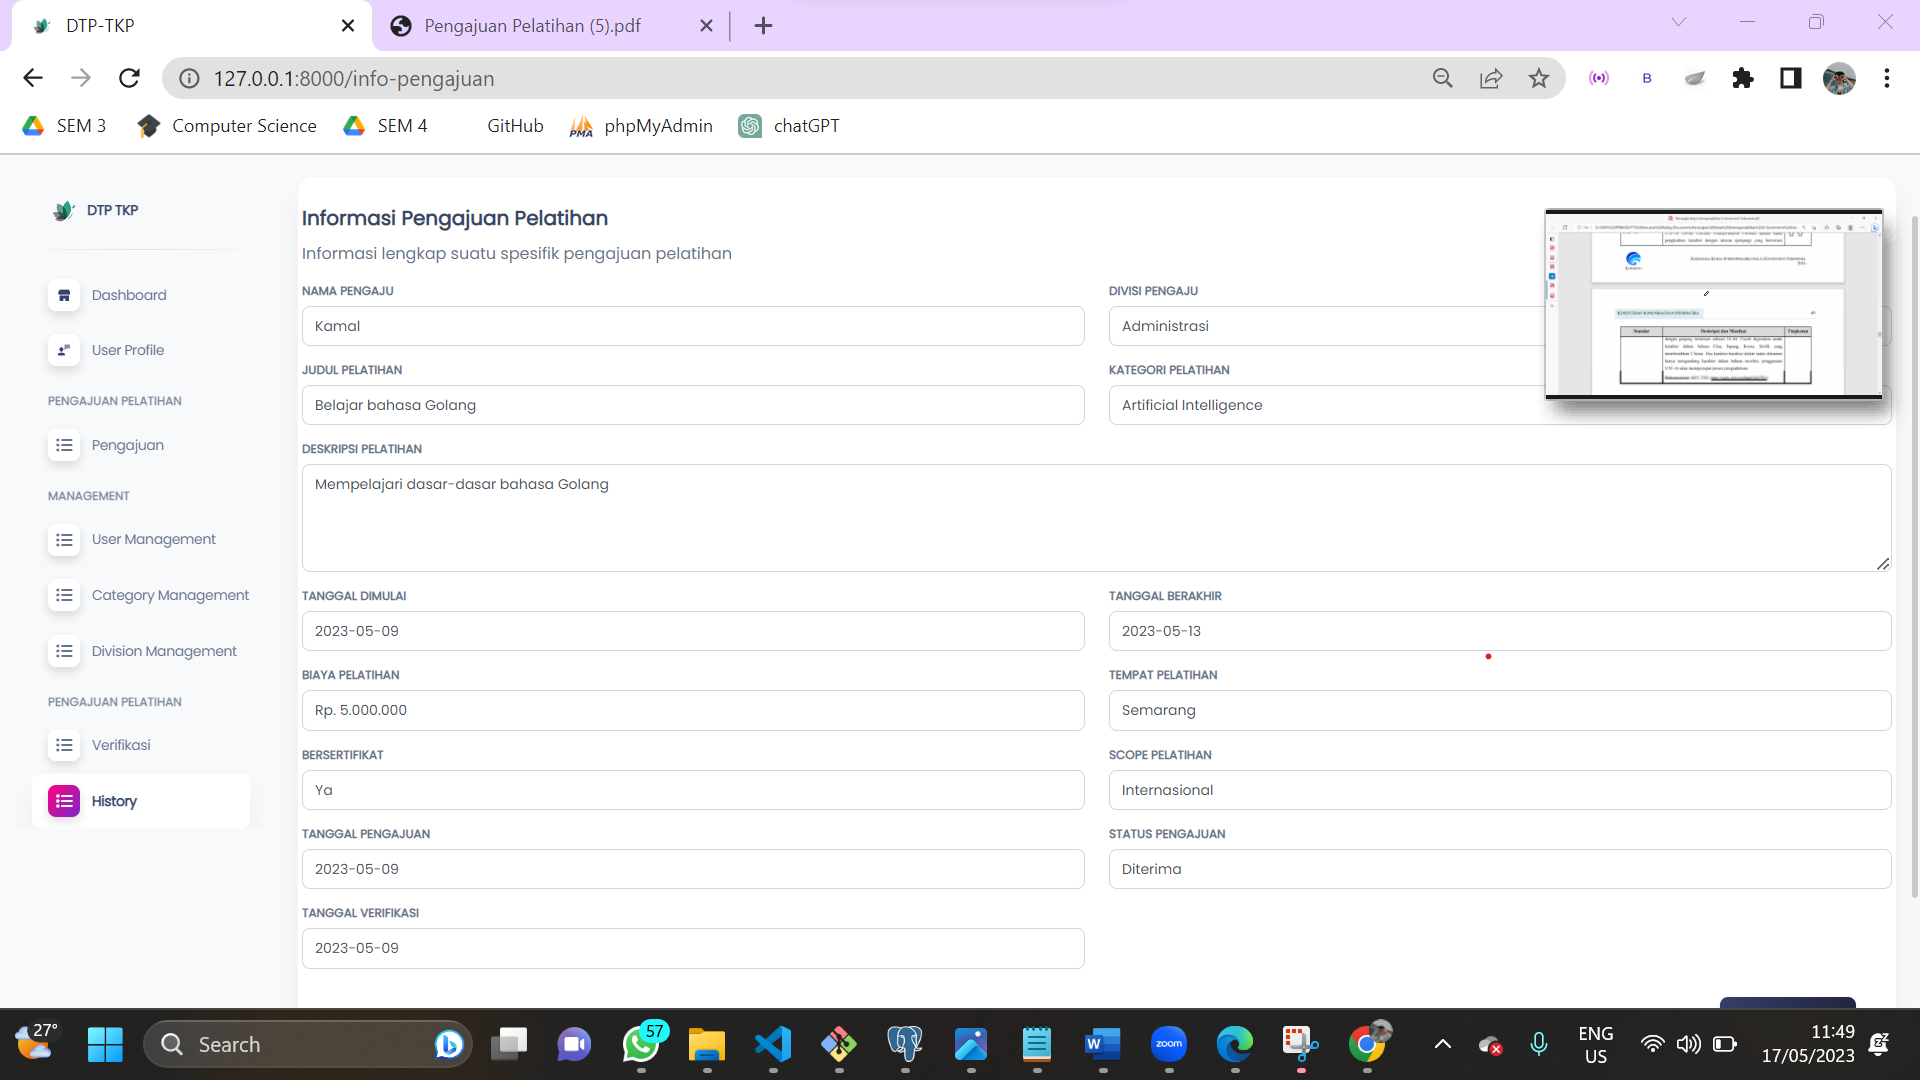 DTP-TKP
Pengajuan Pelatihan (5).pdf
127.0.0.1:8000/info-pengajuan
SEM 3
Computer Science
SEM 4
GitHub
phpMyAdmin
chatGPT
DTP TKP
Dashboard
User Profile
PENGAJUAN PELATIHAN
Pengajuan
MANAGEMENT
User Management
Category Management
Division Management
PENGAJUAN PELATIHAN
Verifikasi
History
Informasi Pengajuan Pelatihan
Informasi lengkap suatu spesifik pengajuan pelatihan
NAMA PENGAJU
Kamal
DIVISI PENGAJU
Administrasi
JUDUL PELATIHAN
Belajar bahasa Golang
KATEGORI PELATIHAN
Artificial Intelligence
DESKRIPSI PELATIHAN
Mempelajari dasar-dasar bahasa Golang
TANGGAL DIMULAI
2023-05-09
TANGGAL BERAKHIR
2023-05-13
BIAYA PELATIHAN
Rp. 5.000.000
TEMPAT PELATIHAN
Semarang
BERSERTIFIKAT
Ya
SCOPE PELATIHAN
Internasional
TANGGAL PENGAJUAN
2023-05-09
STATUS PENGAJUAN
Diterima
TANGGAL VERIFIKASI
2023-05-09
Standar
Deskripsi dan Manfaat
Tingkatan
27°
Search
57
zoom
ENG
US
11:49
17/05/2023